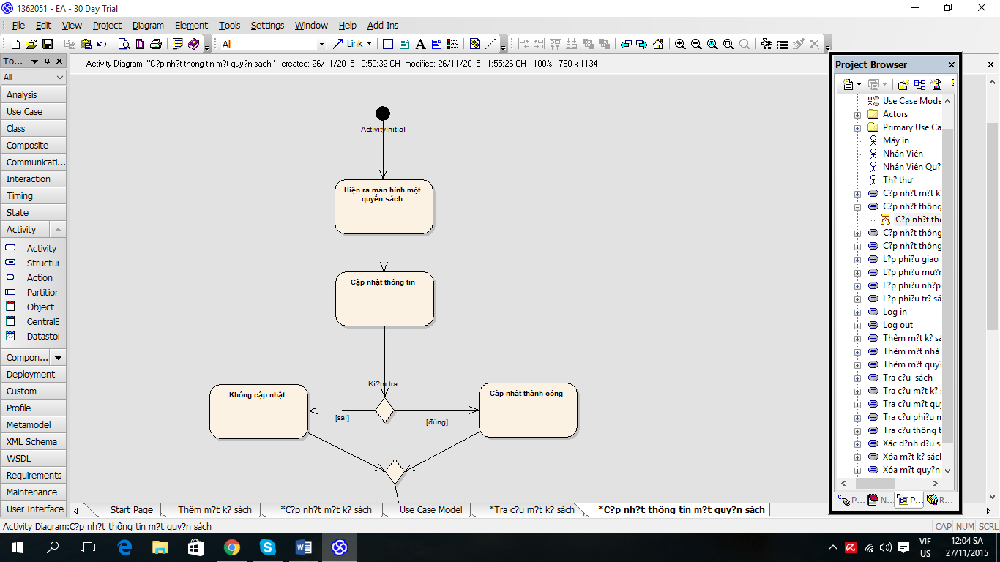 1362051 - EA - 30 Day Trial
File Edit View Project Diagram Element Tools Settings Window Help Add-Ins
All Link
To...
All
Analysis
Use Case
Class
Composite
Communicati...
Interaction
Timing
State
Activity
Activity
Structu
Action
Partition
Object
CentralB
Datasto
Compon...
Deployment
Custom
Profile
Metamodel
XML Schema
WSDL
Requirements
Maintenance
User Interface
Activity Diagram: "C?p nh?t thông tin m?t quy?n sách" created: 26/11/2015 10:50:32 CH modified: 26/11/2015 11:55:26 CH 100% 780 x 1134
ActivityInitial
Hiện ra màn hình một
quyển sách
Cập nhật thông tin
Ki?m tra
Không cập nhật
Cập nhật thành công
[sai]
[đúng]
Project Browser
Use Case Mode
Actors
Primary Use Ca
Máy in
Nhân Viên
Nhân Viên Qu?
Th? thư
C?p nh?t m?t k?
C?p nh?t thông
C?p nh?t thô
C?p nh?t thông
C?p nh?t thông
L?p phi?u giao
L?p phi?u mư?n
L?p phi?u nh?p
L?p phi?u tr? sá
Log in
Log out
Thêm m?t k? sá
Thêm m?t nhà
Thêm m?t quy?
Tra c?u sách
Tra c?u m?t k? s
Tra c?u m?t quy
Tra c?u phi?u n
Tra c?u thông t
Xác đ?nh đ?u s
Xóa m?t k? sách
Xóa m?t quy?n
P... N... P... R...
Start Page Thêm m?t k? sách *C?p nh?t m?t k? sách Use Case Model *Tra c?u m?t k? sách *C?p nh?t thông tin m?t quy?n sách
Activity Diagram:C?p nh?t thông tin m?t quy?n sách
CAP NUM SCRL
VIE
US
12:04 SA
27/11/2015